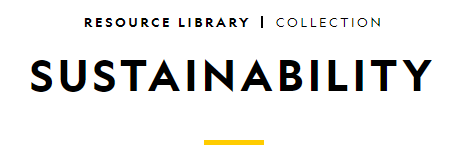 RESOURCE LIBRARY | COLLECTION
SUSTAINABILITY